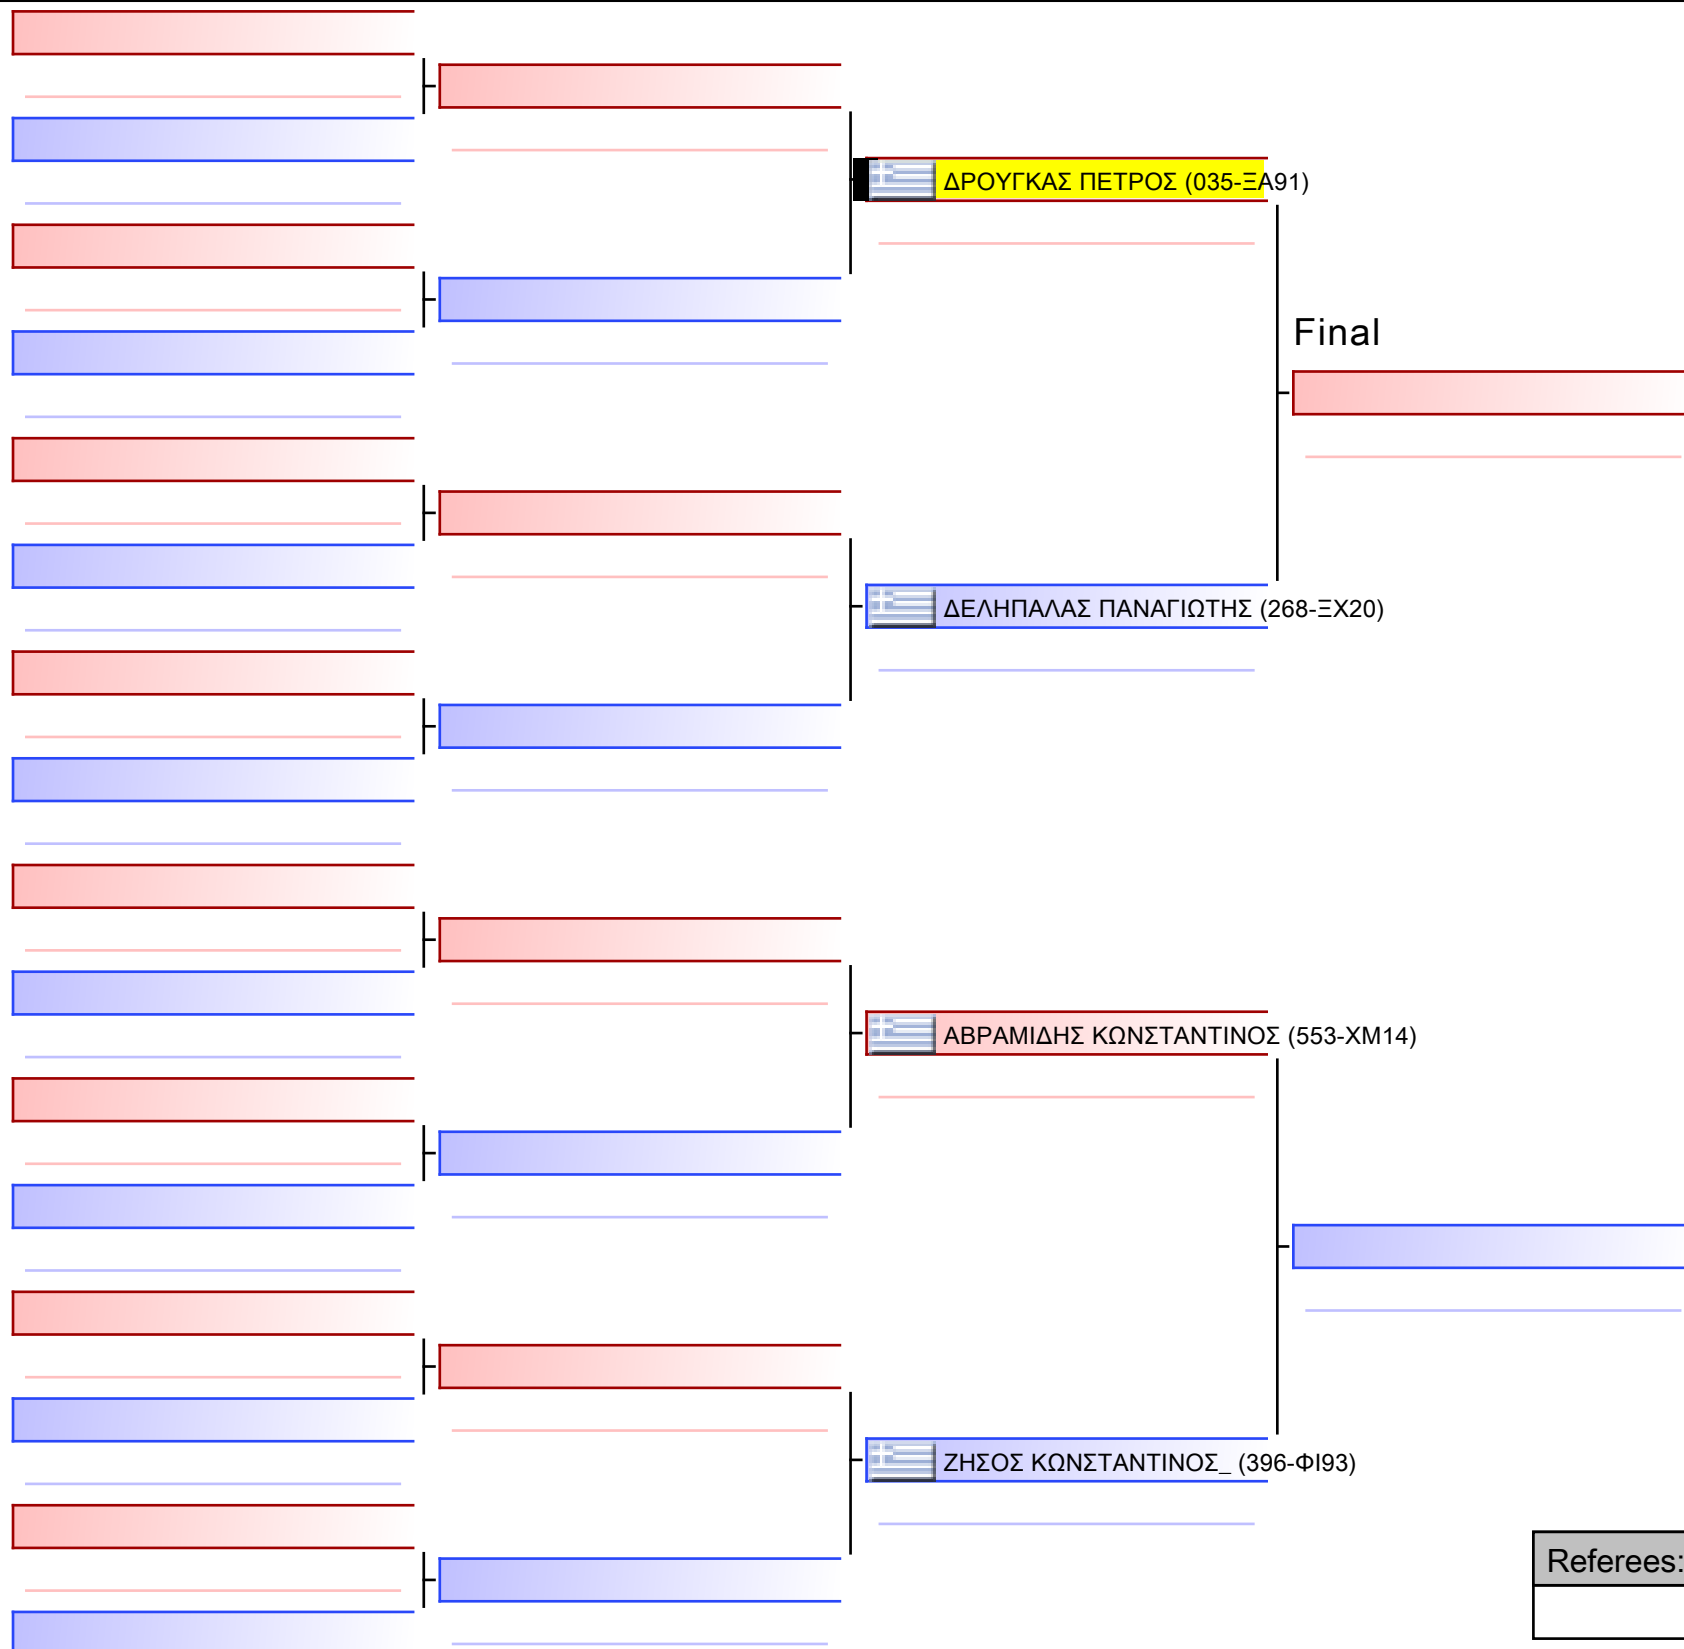 ΔΡΟΥΓΚΑΣ ΠΕΤΡΟΣ (035-ΞΑ91)
Final
ΔΕΛΗΠΑΛΑΣ ΠΑΝΑΓΙΩΤΗΣ (268-ΞΧ20)
ΑΒΡΑΜΙΔΗΣ ΚΩΝΣΤΑΝΤΙΝΟΣ (553-ΧΜ14)
ΖΗΣΟΣ ΚΩΝΣΤΑΝΤΙΝΟΣ_ (396-ΦΙ93)
Referees: